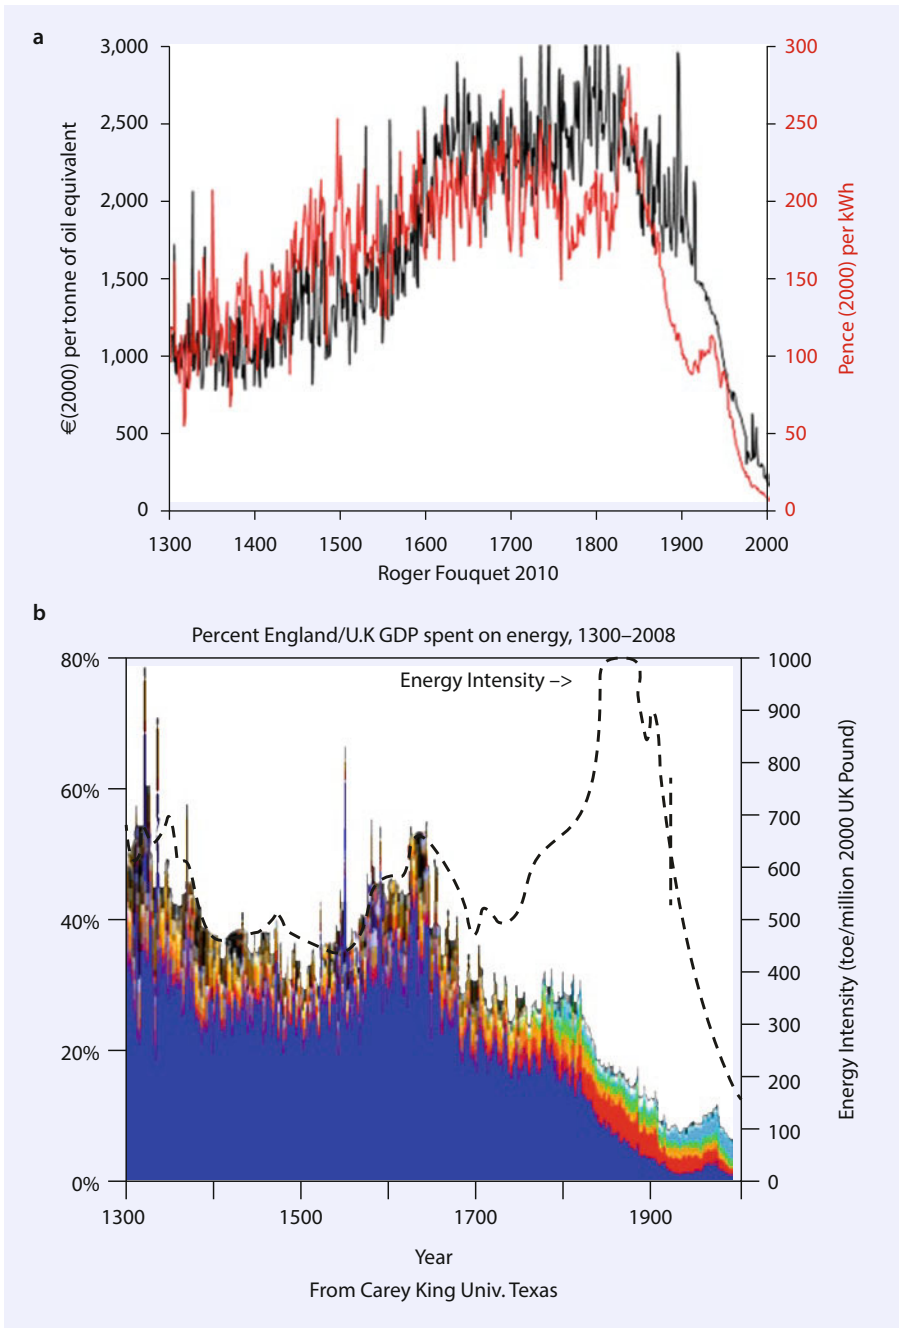 a
3,000
2,500
2,000
1,500
1,000
500
0
€(2000) per tonne of oil equivalent
300
250
200
150
100
50
0
Pence (2000) per kWh
1300 1400 1500 1600 1700 1800 1900 2000
Roger Fouquet 2010
b
Percent England/U.K GDP spent on energy, 1300–2008
80%
60%
40%
20%
0%
Energy Intensity –>
1000
900
800
700
600
500
400
300
200
100
0
Energy Intensity (toe/million 2000 UK Pound)
1300 1500 1700 1900
Year
From Carey King Univ. Texas